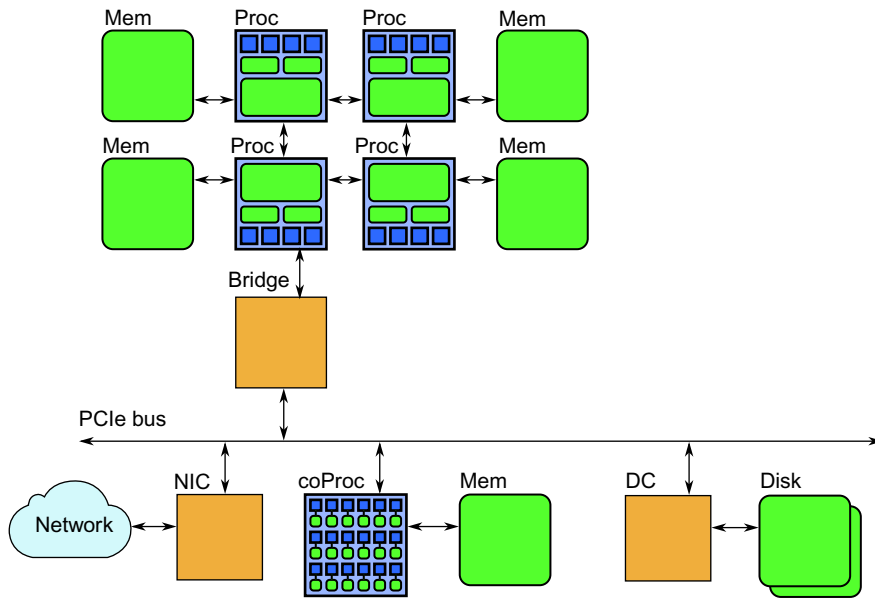 Mem Proc Proc Mem
Mem Proc Proc Mem
Bridge
PCIe bus
NIC coProc Mem DC Disk
Network